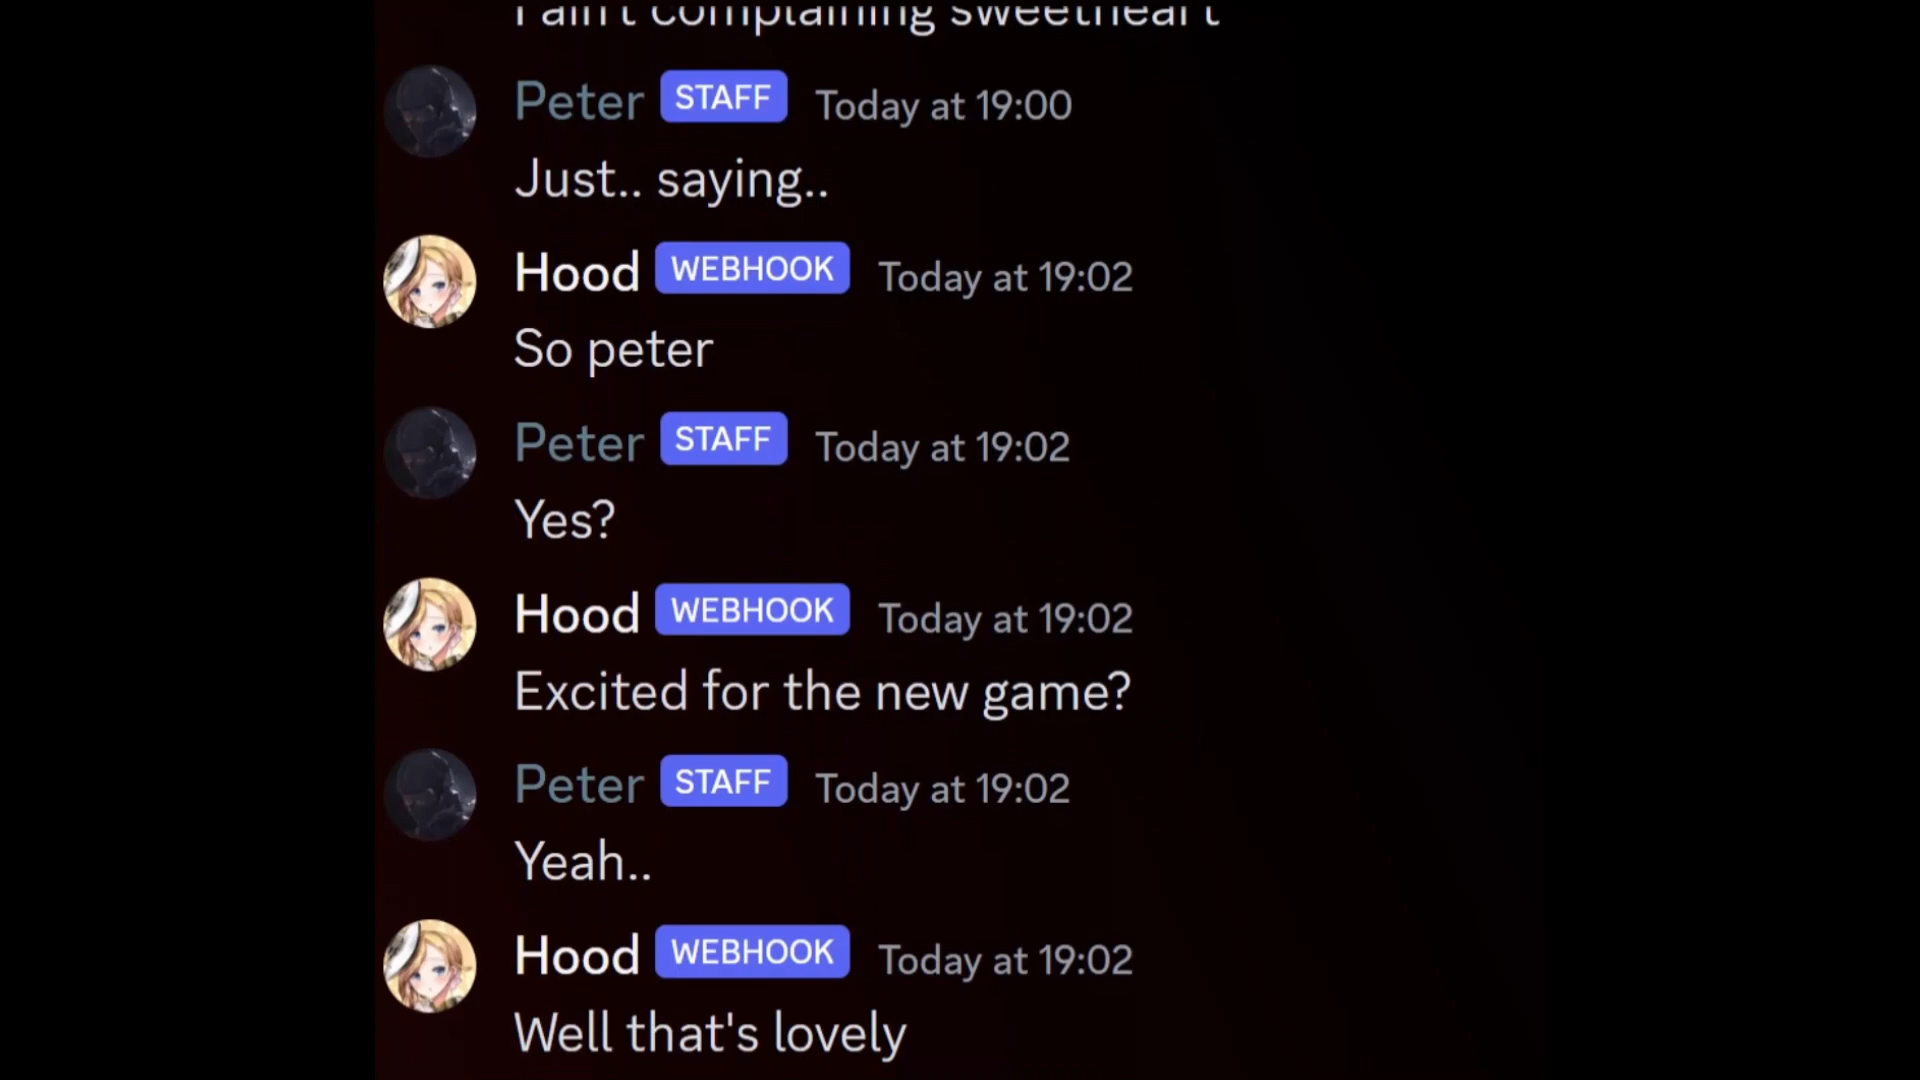 I ain't complaining sweetheart
Peter STAFF Today at 19:00
Just.. saying..
Hood WEBHOOK Today at 19:02
So peter
Peter STAFF Today at 19:02
Yes?
Hood WEBHOOK Today at 19:02
Excited for the new game?
Peter STAFF Today at 19:02
Yeah..
Hood WEBHOOK Today at 19:02
Well that's lovely